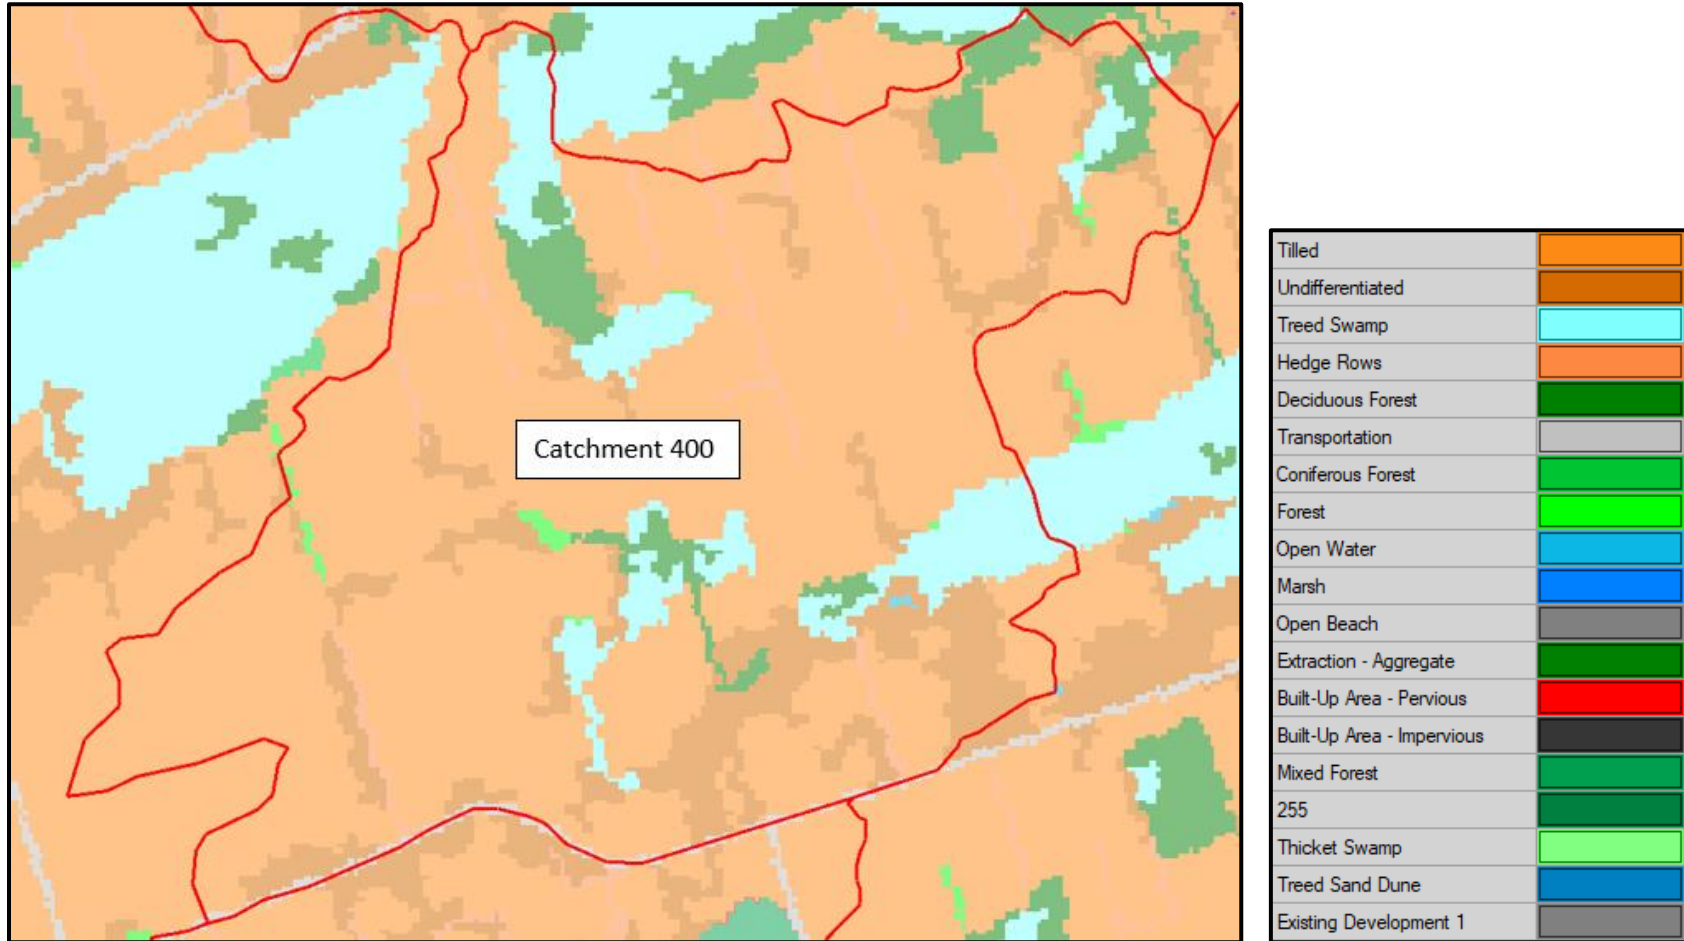 Catchment 400
Tilled
Undifferentiated
Treed Swamp
Hedge Rows
Deciduous Forest
Transportation
Coniferous Forest
Forest
Open Water
Marsh
Open Beach
Extraction - Aggregate
Built-Up Area - Pervious
Built-Up Area - Impervious
Mixed Forest
255
Thicket Swamp
Treed Sand Dune
Existing Development 1